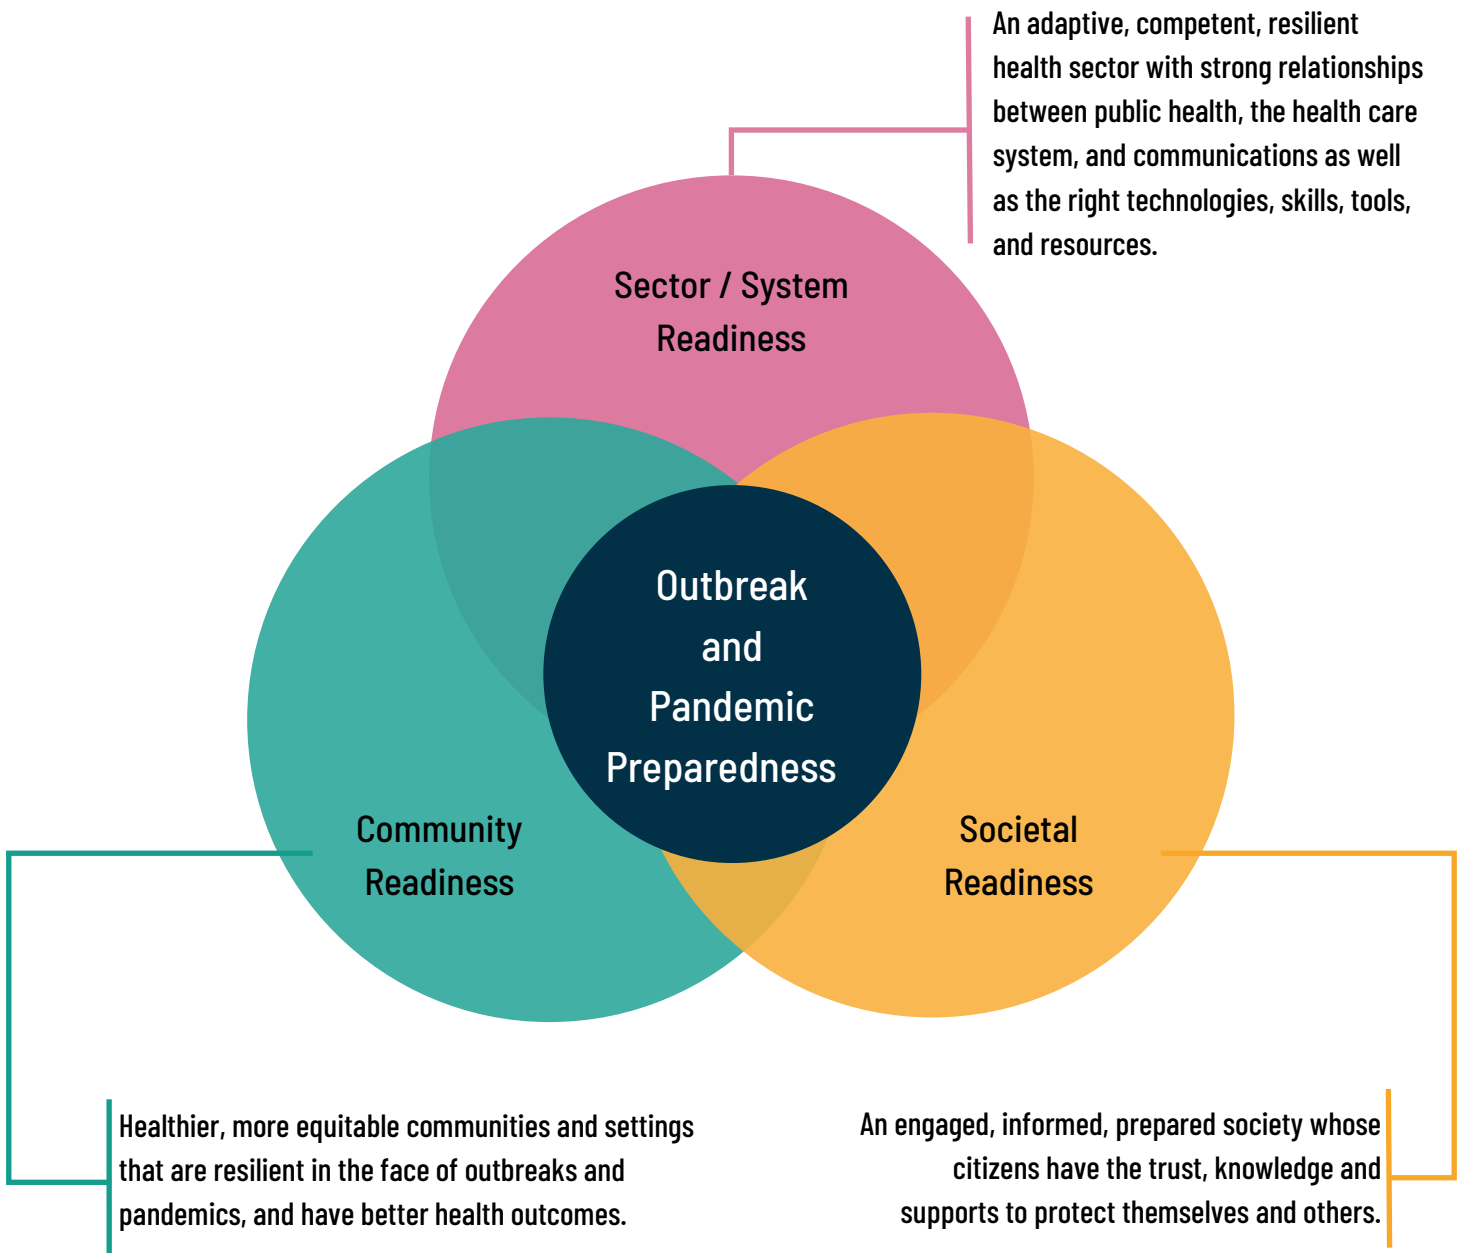 An adaptive, competent, resilient
health sector with strong relationships
between public health, the health care
system, and communications as well
as the right technologies, skills, tools,
and resources.
Sector / System
Readiness
Outbreak
and
Pandemic
Preparedness
Community
Readiness
Societal
Readiness
Healthier, more equitable communities and settings
that are resilient in the face of outbreaks and
pandemics, and have better health outcomes.
An engaged, informed, prepared society whose
citizens have the trust, knowledge and
supports to protect themselves and others.